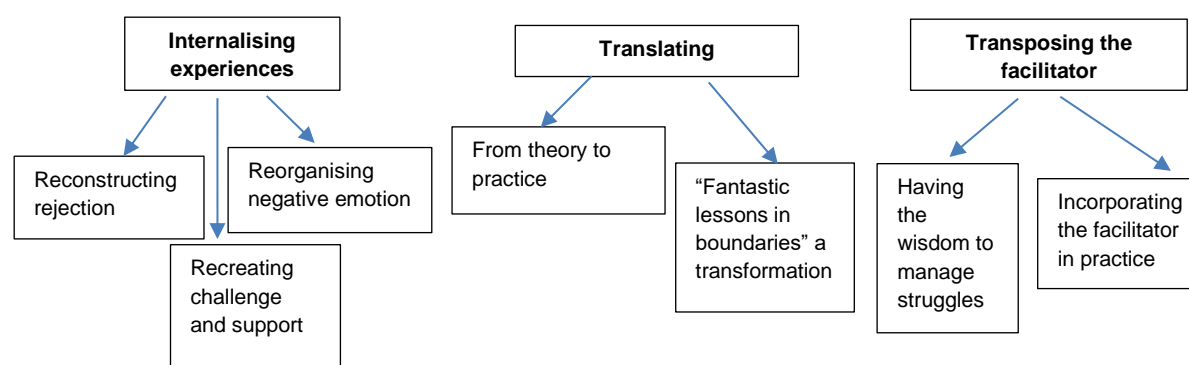 Internalising
experiences
Reconstructing
rejection
Recreating
challenge
and support
Reorganising
negative emotion
Translating
From theory to
practice
“Fantastic
lessons in
boundaries” a
transformation
Transposing the
facilitator
Having
the
wisdom to
manage
struggles
Incorporating
the facilitator
in practice